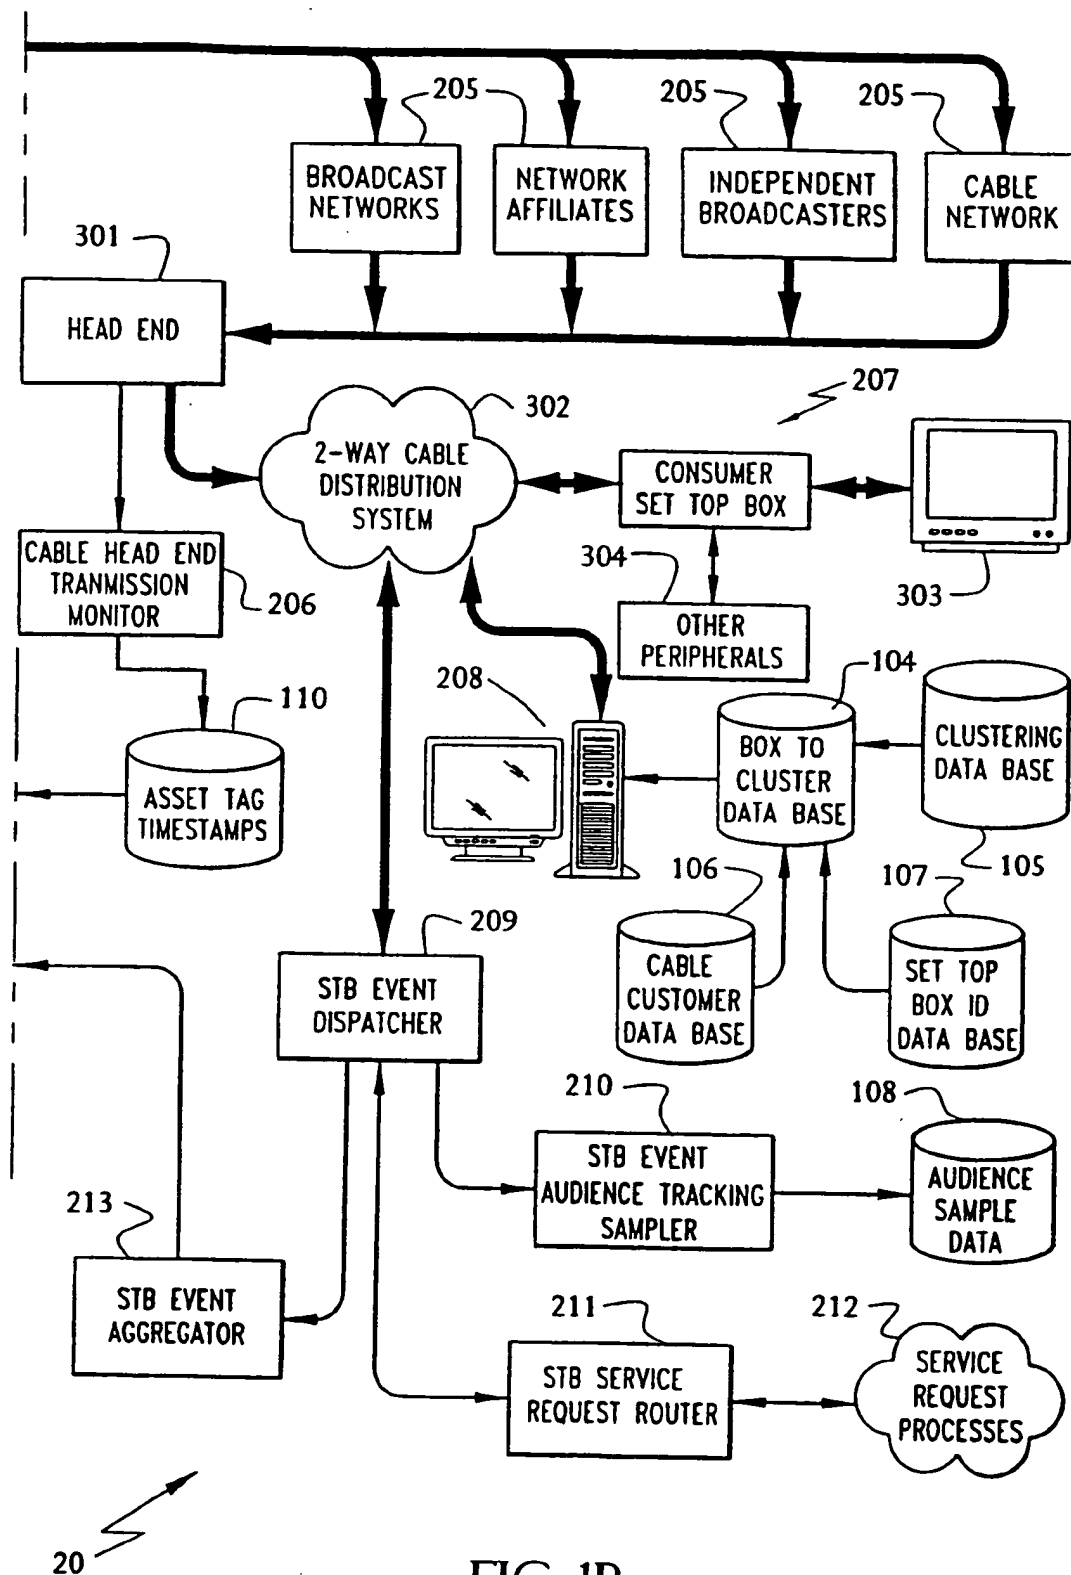 205
205
205
BROADCAST
NETWORKS
NETWORK
AFFILIATES
INDEPENDENT
BROADCASTERS
CABLE
NETWORK
301
HEAD END
207
302
2-WAY CABLE
DISTRIBUTION
SYSTEM
CONSUMER
SET TOP BOX
303
CABLE HEAD END
TRANMISSION
MONITOR
206
304
OTHER
PERIPHERALS
110
ASSET TAG
TIMESTAMPS
208
104
BOX TO
CLUSTER
DATA BASE
CLUSTERING
DATA BASE
105
106
CABLE
CUSTOMER
DATA BASE
107
SET TOP
BOX ID
DATA BASE
209
STB EVENT
DISPATCHER
210
STB EVENT
AUDIENCE TRACKING
SAMPLER
108
AUDIENCE
SAMPLE
DATA
213
STB EVENT
AGGREGATOR
211
STB SERVICE
REQUEST ROUTER
212
SERVICE
REQUEST
PROCESSES
20
FIG. 1B